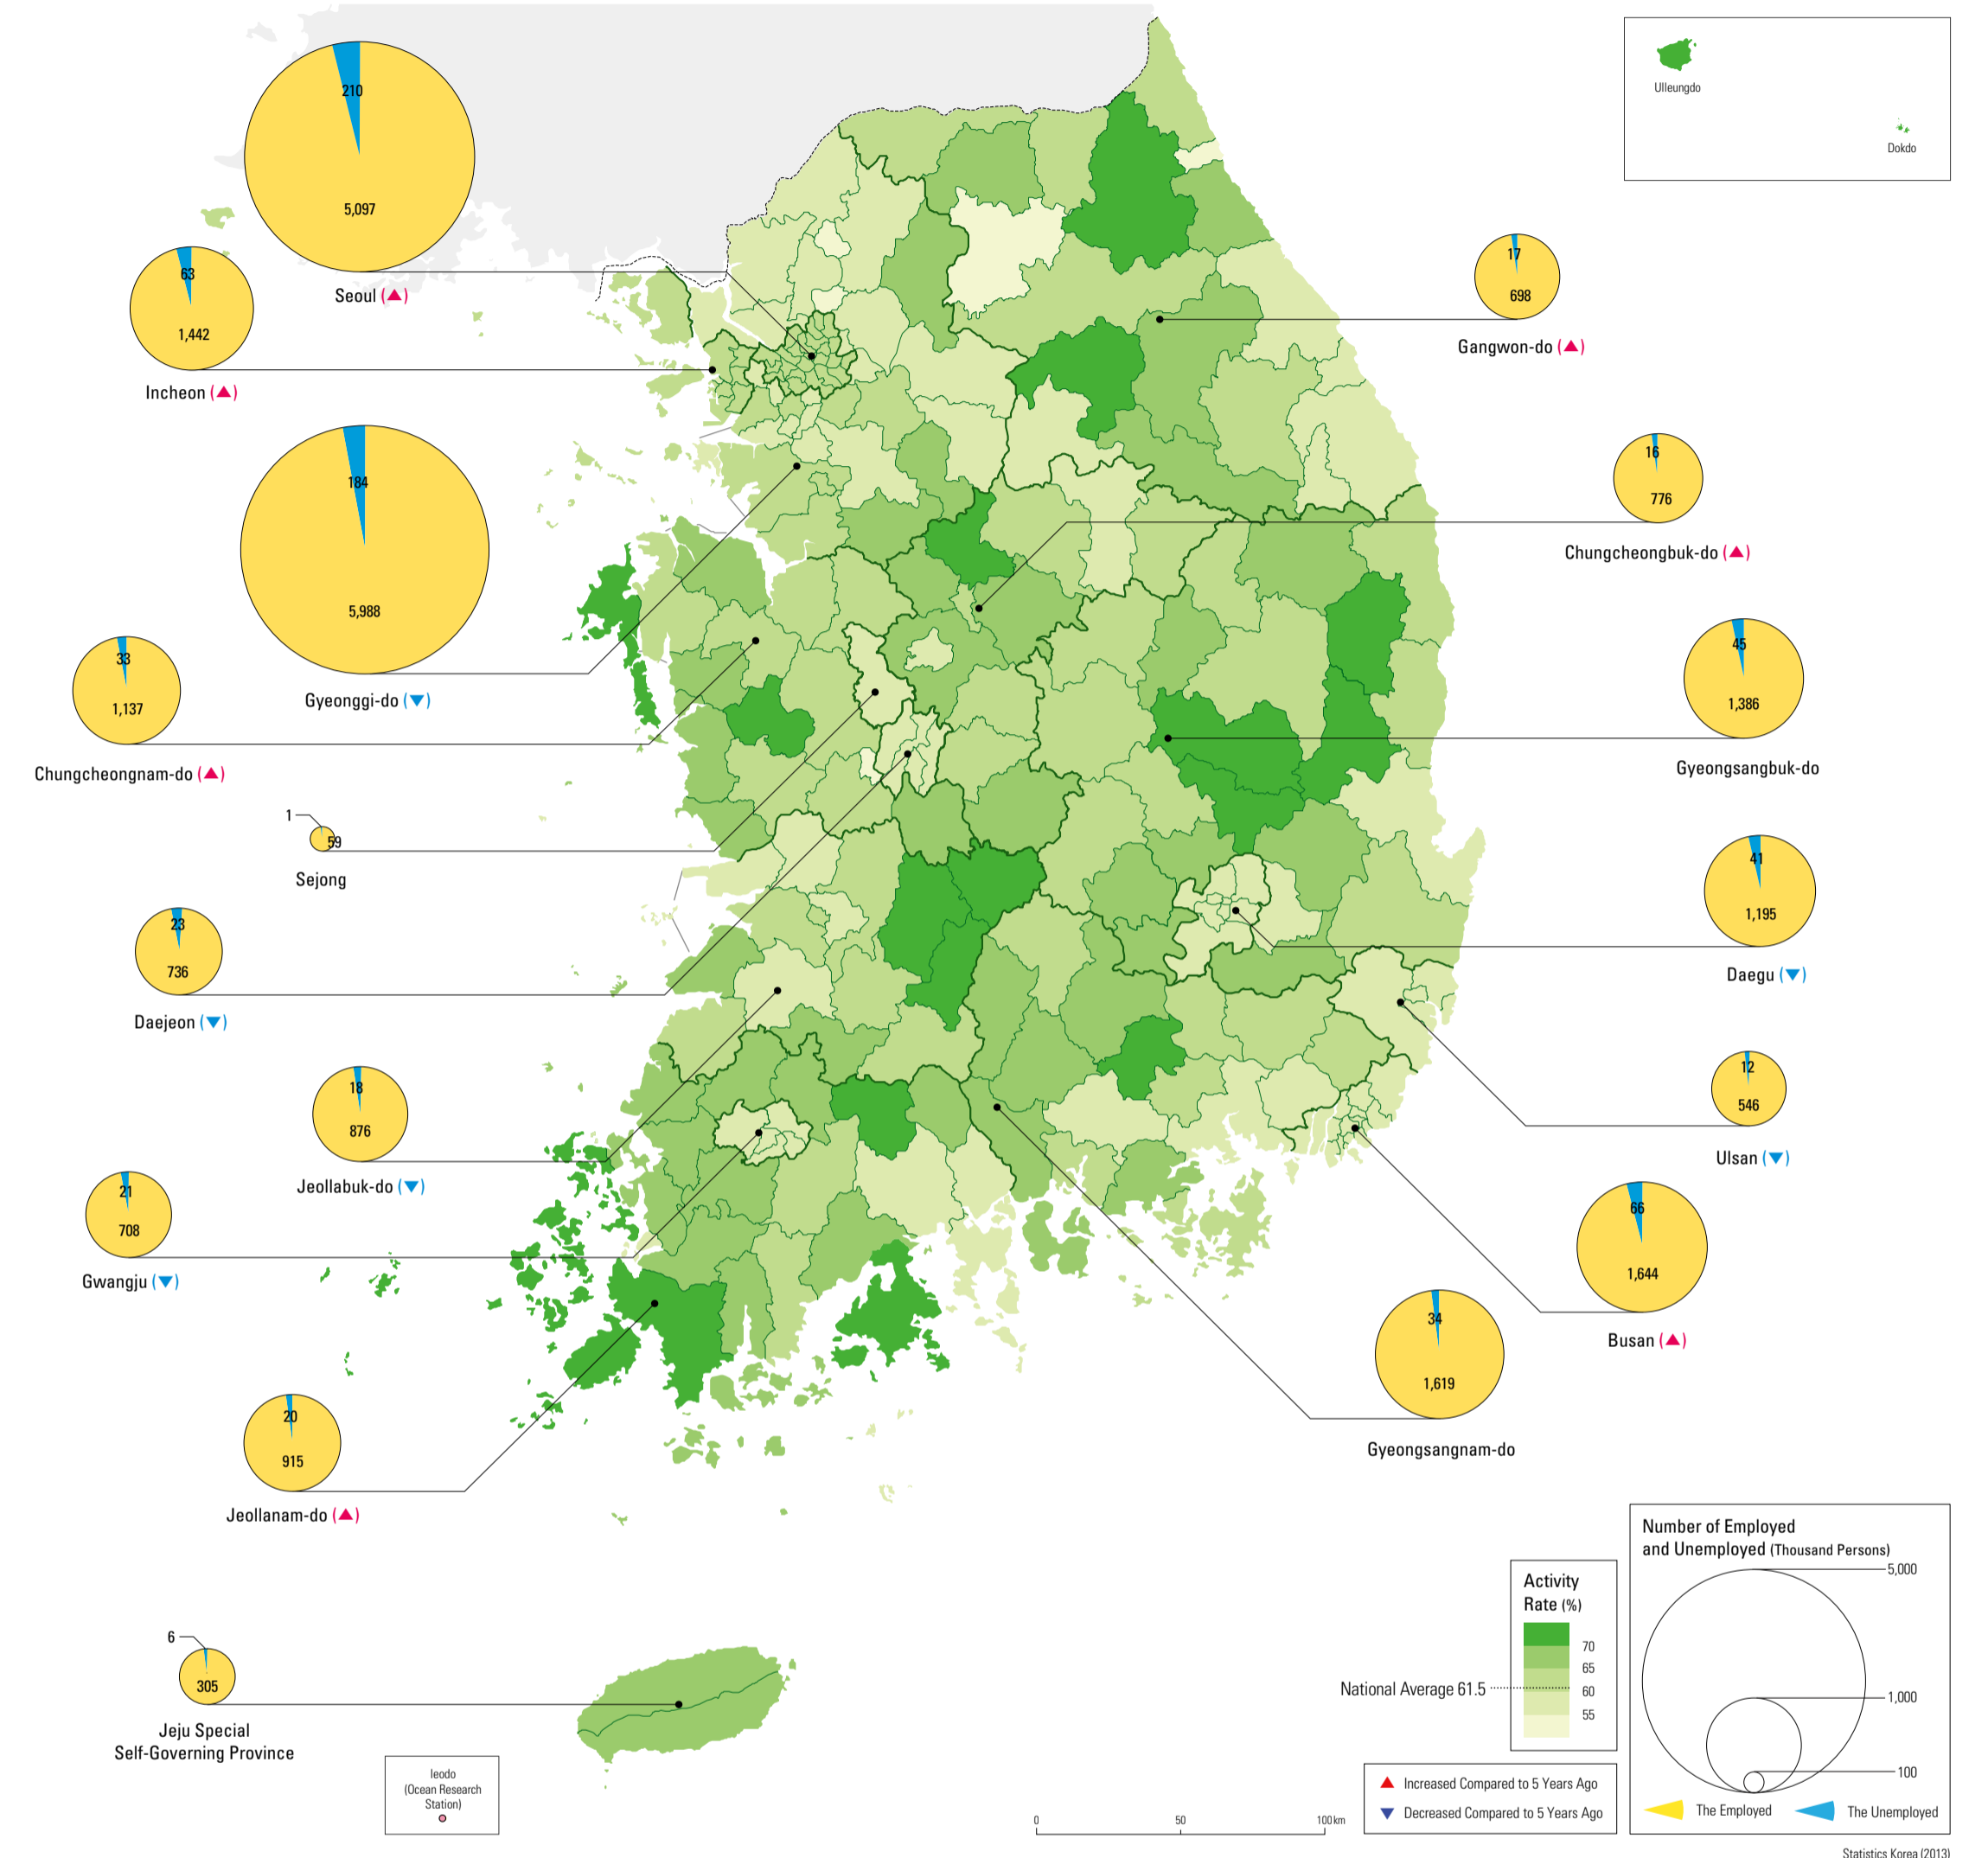 210
5,097
Seoul (▲)
63
1,442
Incheon (▲)
184
5,988
Gyeonggi-do (▼)
33
1,137
Chungcheongnam-do (▲)
1
59
Sejong
23
736
Daejeon (▼)
18
876
Jeollabuk-do (▼)
21
708
Gwangju (▼)
20
915
Jeollanam-do (▲)
6
305
Jeju Special
Self-Governing Province
Ieodo
(Ocean Research
Station)
Ulleungdo
Dokdo
17
698
Gangwon-do (▲)
16
776
Chungcheongbuk-do (▲)
45
1,386
Gyeongsangbuk-do
41
1,195
Daegu (▼)
12
546
Ulsan (▼)
66
1,644
Busan (▲)
34
1,619
Gyeongsangnam-do
Activity
Rate (%)
70
65
60
55
National Average 61.5
▲ Increased Compared to 5 Years Ago
▼ Decreased Compared to 5 Years Ago
Number of Employed
and Unemployed (Thousand Persons)
5,000
1,000
100
The Employed
The Unemployed
0 50 100km
Statistics Korea (2013)